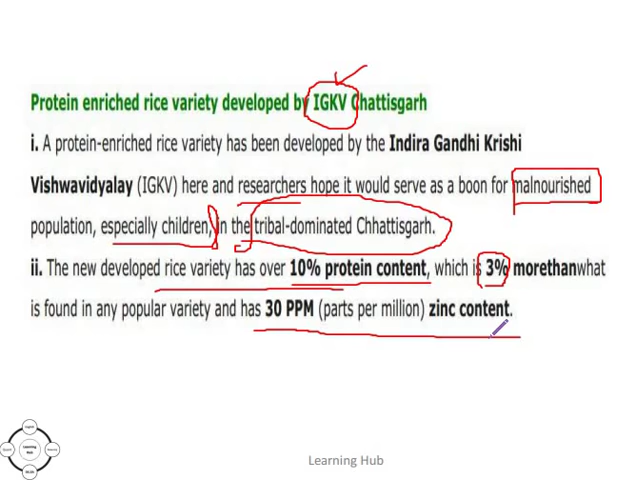 Protein enriched rice variety developed by IGKV Chattisgarh
i. A protein-enriched rice variety has been developed by the Indira Gandhi Krishi
Vishwavidyalay (IGKV) here and researchers hope it would serve as a boon for malnourished
population, especially children, in the tribal-dominated Chhattisgarh.
ii. The new developed rice variety has over 10% protein content, which is 3% morethanwhat
is found in any popular variety and has 30 PPM (parts per million) zinc content.
Learning
Hub
Learning Hub